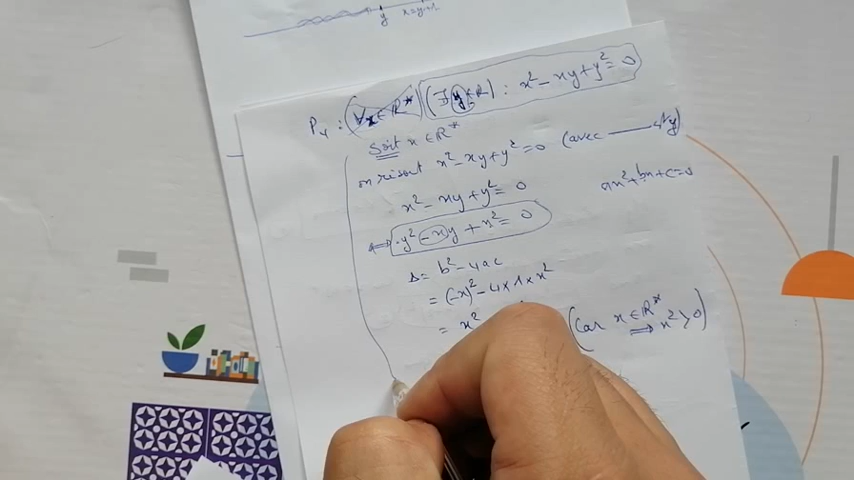 y x=y+1
P₄ : (∀x∈ℝ*) (∃y∈ℝ) : x² - xy + y² = 0
Soit x ∈ ℝ*
on résout x² - xy + y² = 0 (avec y)
ax² + bx + c = 0
x² - xy + y² = 0
⟺ y² - xy + x² = 0
Δ = b² - 4ac
= (-x)² - 4×1×x²
= x²
(Car x ∈ ℝ*
⟹ x² > 0)